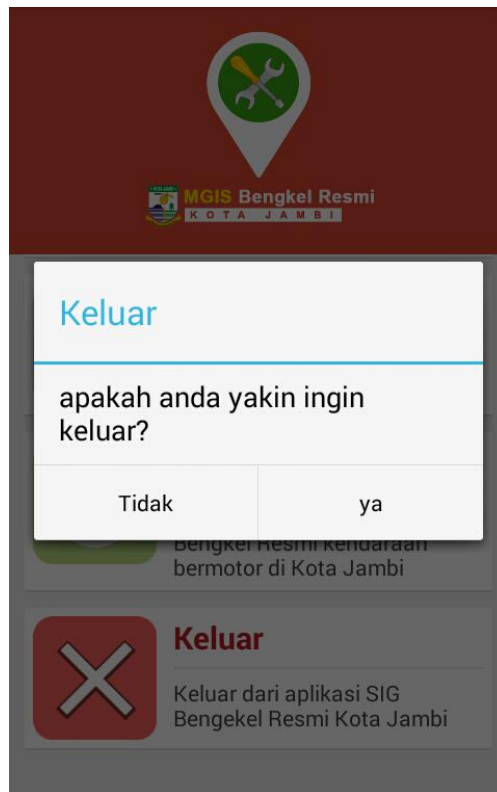 MGIS Bengkel Resmi
KOTA JAMBI
Keluar
apakah anda yakin ingin
keluar?
Tidak
ya
Bengkel Resmi kendaraan
bermotor di Kota Jambi
Keluar
Keluar dari aplikasi SIG
Bengekel Resmi Kota Jambi